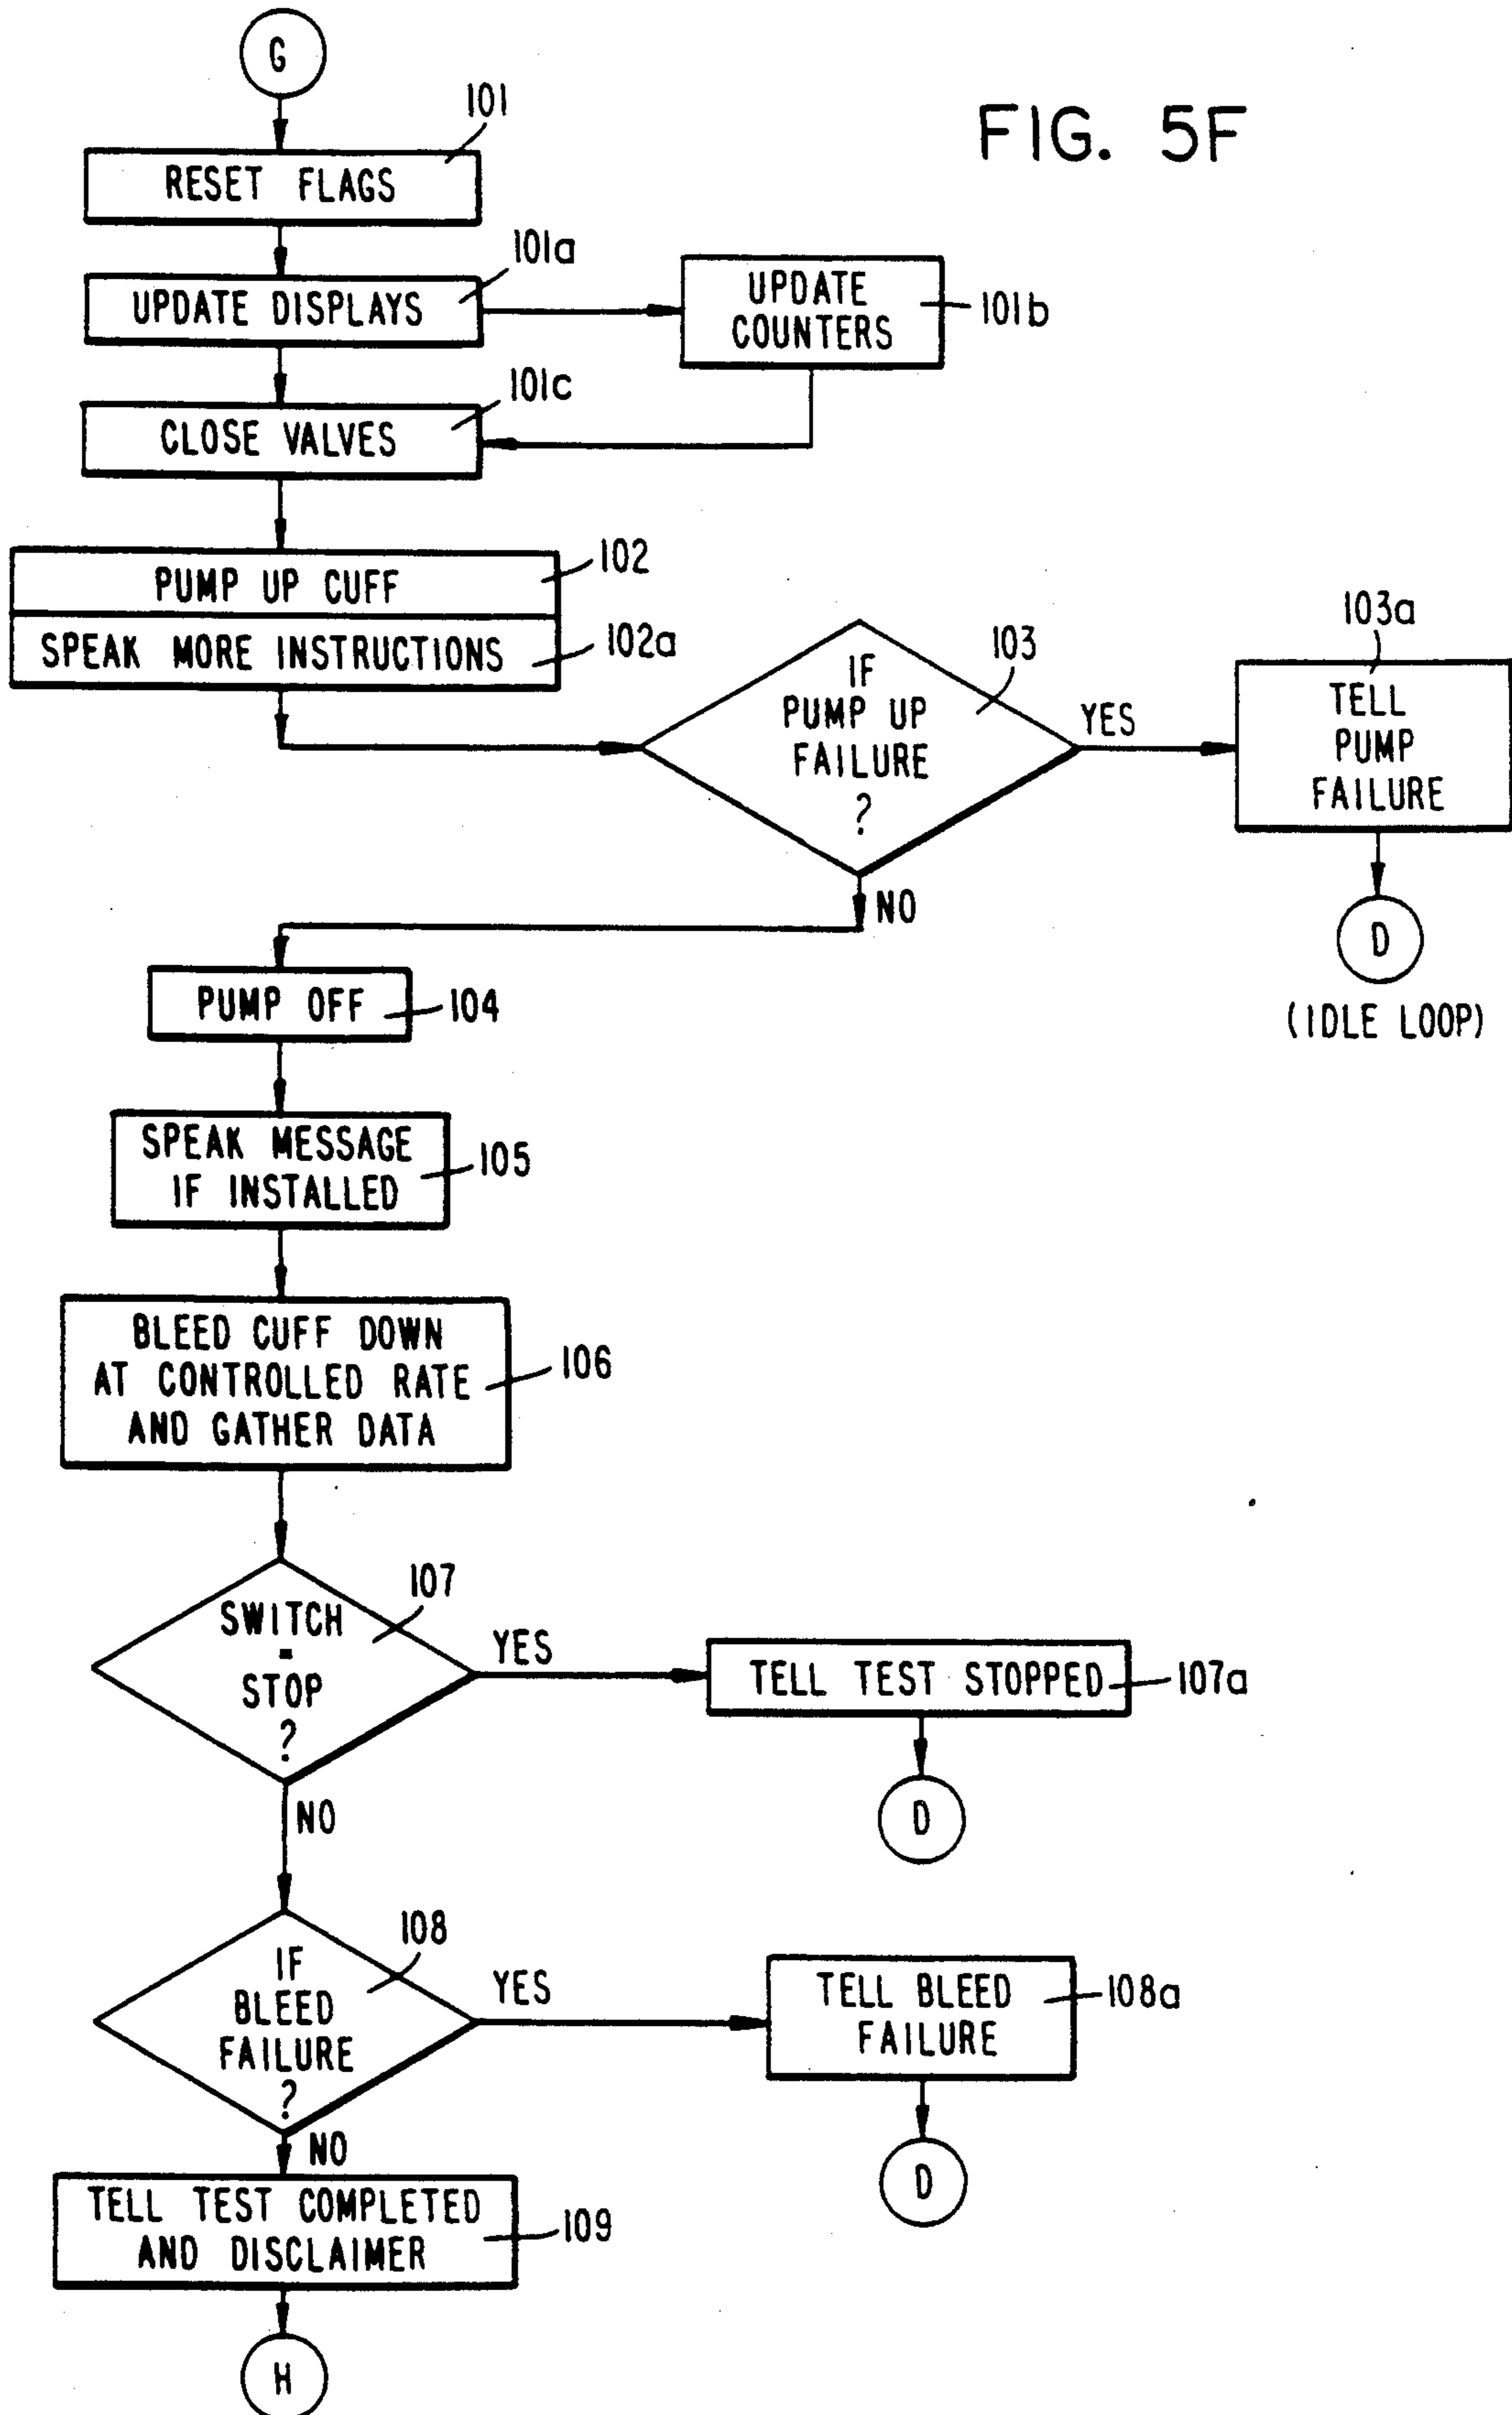 G
FIG. 5F
101
RESET FLAGS
101a
UPDATE DISPLAYS
UPDATE
COUNTERS
101b
101c
CLOSE VALVES
102
PUMP UP CUFF
SPEAK MORE INSTRUCTIONS
102a
103
IF
PUMP UP
FAILURE
?
YES
103a
TELL
PUMP
FAILURE
NO
D
(IDLE LOOP)
PUMP OFF
104
SPEAK MESSAGE
IF INSTALLED
105
BLEED CUFF DOWN
AT CONTROLLED RATE
AND GATHER DATA
106
107
SWITCH
=
STOP
?
YES
TELL TEST STOPPED
107a
D
NO
108
IF
BLEED
FAILURE
?
YES
TELL BLEED
FAILURE
108a
D
NO
TELL TEST COMPLETED
AND DISCLAIMER
109
H